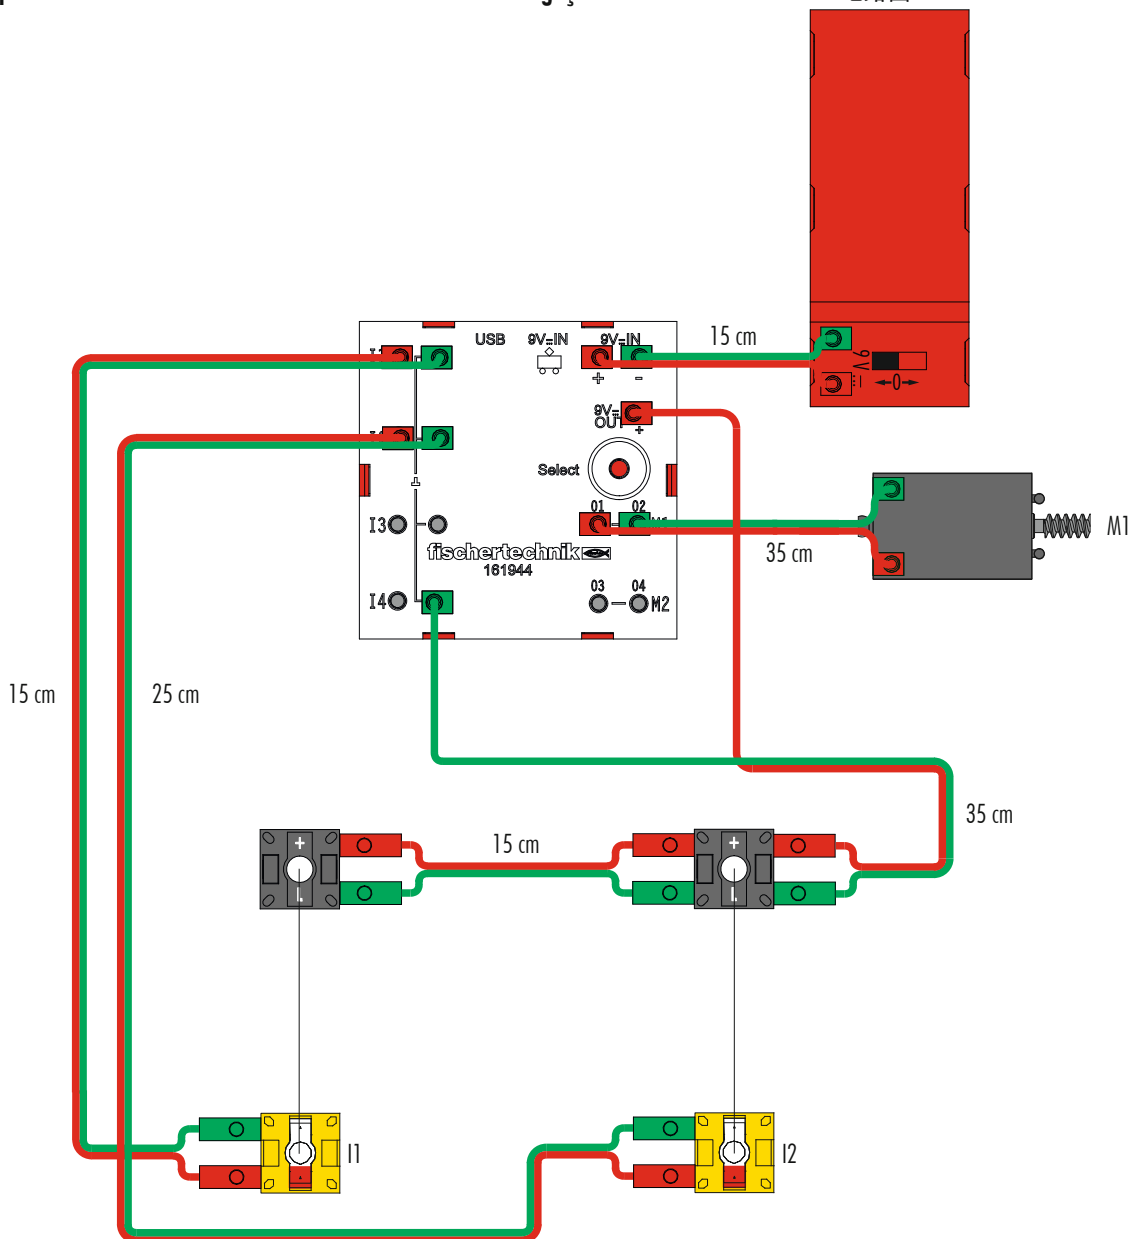 USB
9V=IN
9V=IN
15 cm
+
-
9V=
OUT
+
9V
0
Select
I3
01
02
M1
35 cm
fischertechnik
161944
I4
03
04
M2
15 cm
25 cm
35 cm
+
15 cm
+
I1
I2